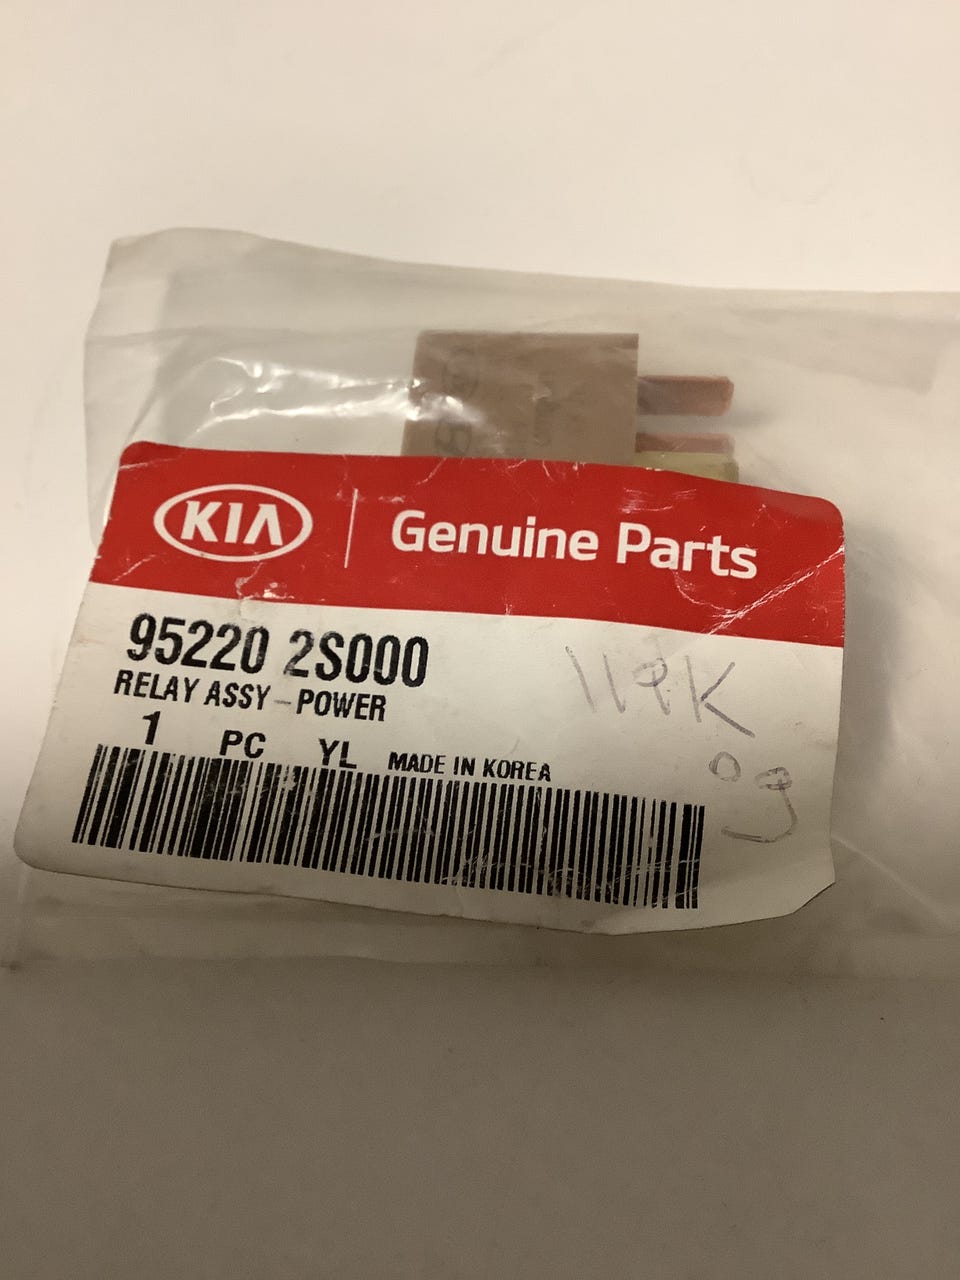 KIA Genuine Parts
95220 2S000
RELAY ASSY-POWER
1 PC YL MADE IN KOREA